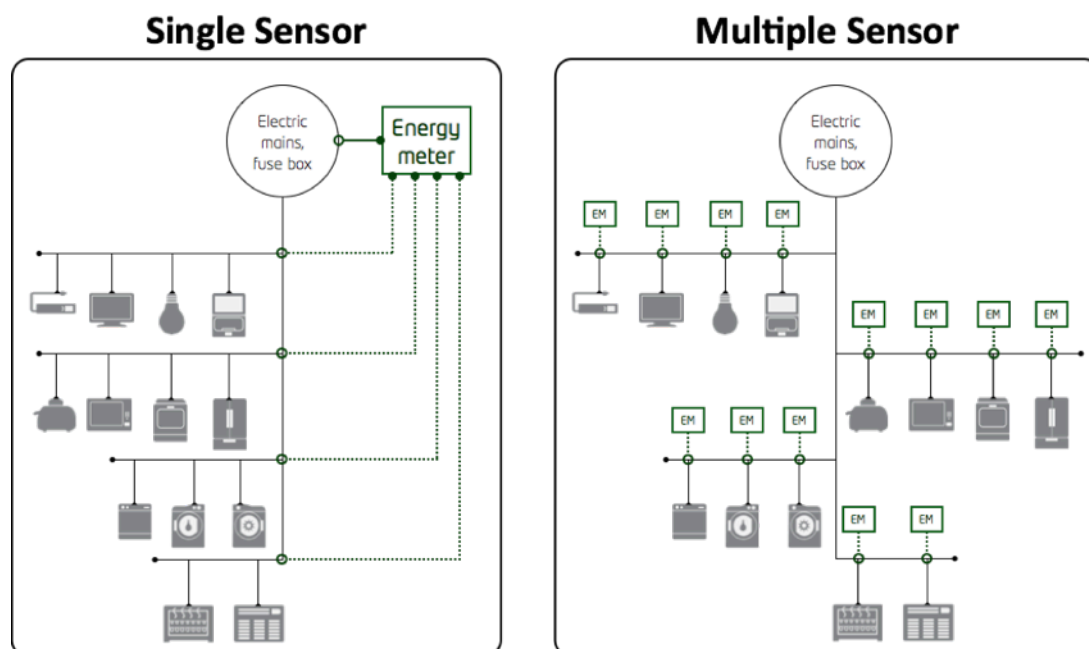 Single Sensor
Multiple Sensor
Electric
mains,
fuse box
Energy
meter
Electric
mains,
fuse box
EM
EM
EM
EM
EM
EM
EM
EM
EM
EM
EM
EM
EM